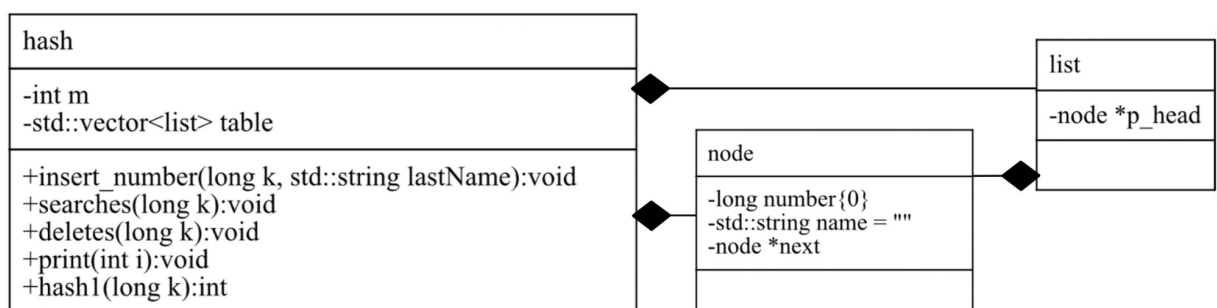 hash
-int m
-std::vector<list> table
+insert_number(long k, std::string lastName):void
+searches(long k):void
+deletes(long k):void
+print(int i):void
+hash1(long k):int
node
-long number{0}
-std::string name = ""
-node *next
list
-node *p_head